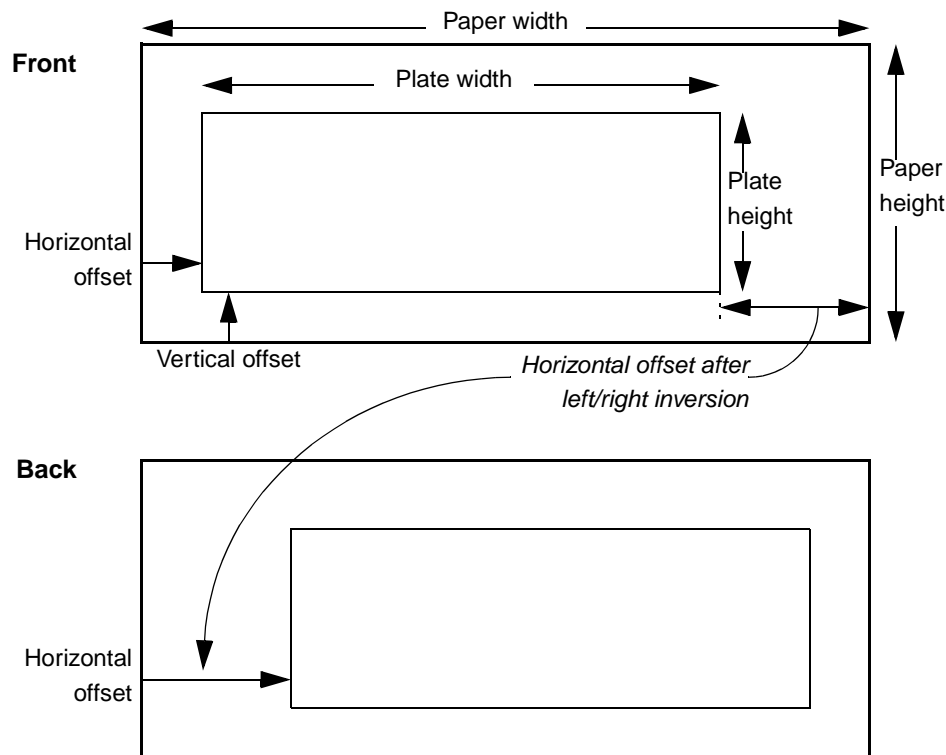 Paper width
Front
Plate width
Plate
height
Paper
height
Horizontal
offset
Vertical offset
Horizontal offset after
left/right inversion
Back
Horizontal
offset